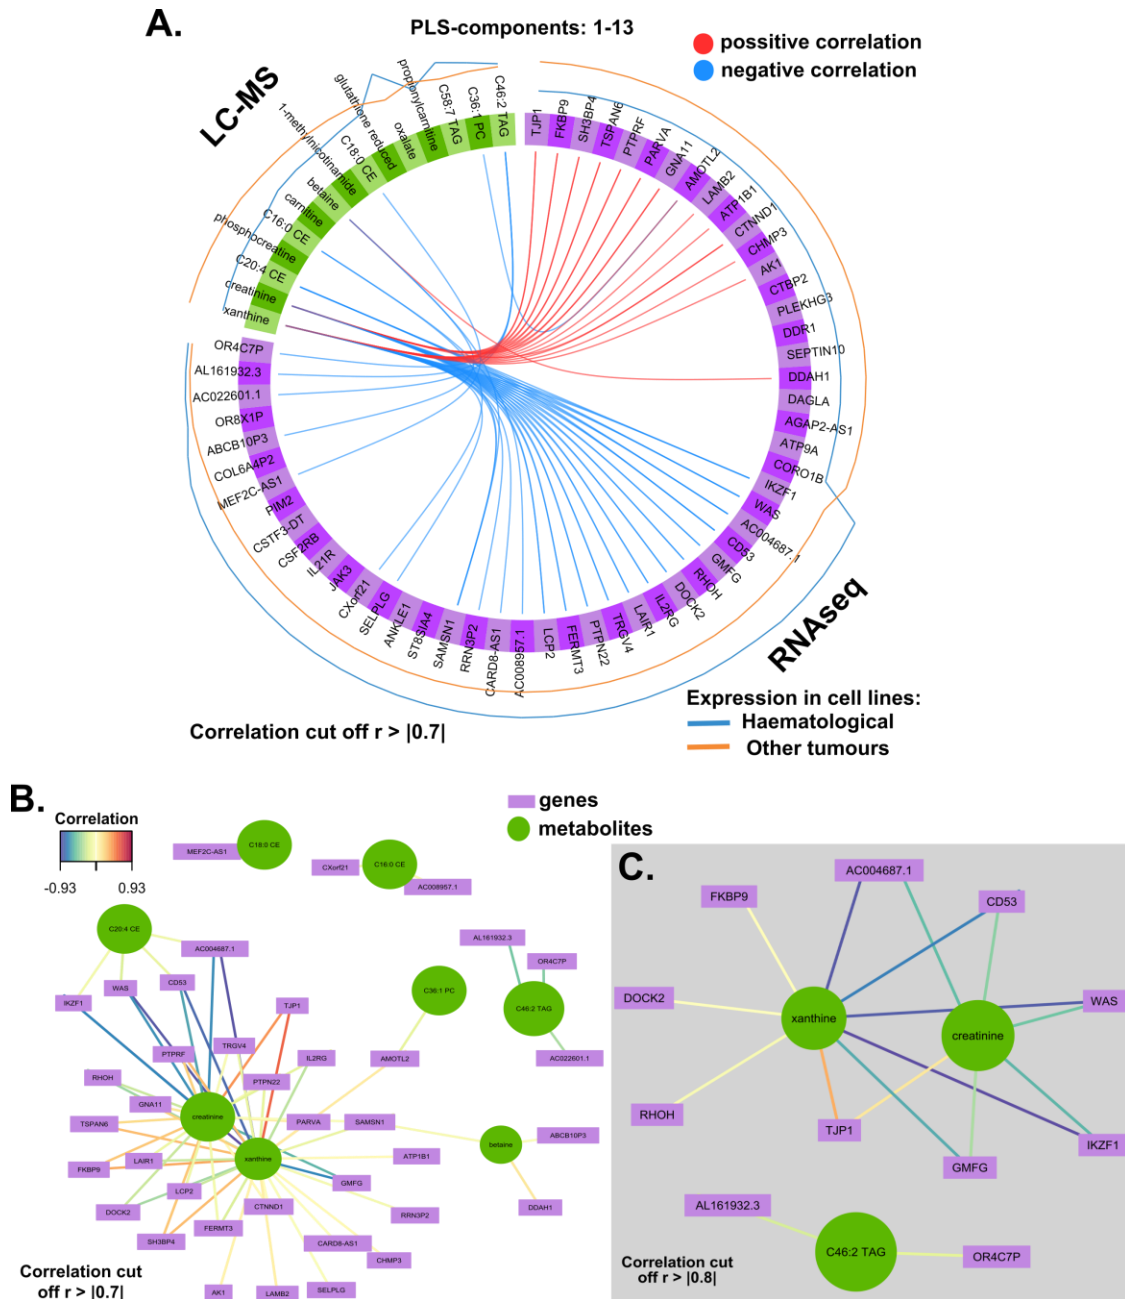 A.
PLS-components: 1-13
possitive correlation
negative correlation
LC-MS
C46:2 TAG
C36:1 PC
C58:7 TAG
propionylcarnitine
oxalate
glutathione reduced
C18:0 CE
1-methylnicotinamide
betaine
carnitine
C16:0 CE
phosphocreatine
C20:4 CE
creatinine
xanthine
TJP1
FKBP9
SH3BP4
TSPAN6
PTPRF
PARVA
GNA11
AMOTL2
LAMB2
ATP1B1
CTNND1
CHMP3
AK1
CTBP2
PLEKHG3
DDR1
SEPTIN10
DDAH1
DAGLA
AGAP2-AS1
ATP9A
CORO1B
IKZF1
WAS
AC004687.1
CD53
GMFG
RHOH
DOCK2
IL2RG
LAIR1
TRGV4
PTPN22
FERMT3
LCP2
AC008957.1
CARD8-AS1
RRN3P2
SAMSN1
ST8SIA4
ANKLE1
SELPLG
CXorf21
JAK3
IL21R
CSF2RB
CSTF3-DT
PIM2
MEF2C-AS1
COL6A4P2
ABCB10P3
OR8X1P
AC022601.1
AL161932.3
OR4C7P
RNAseq
Correlation cut off r > |0.7|
Expression in cell lines:
Haematological
Other tumours
B.
Correlation
-0.93
0.93
genes
metabolites
MEF2C-AS1
C18:0 CE
CXorf21
C16:0 CE
AC008957.1
C20:4 CE
AC004687.1
WAS
CD53
IKZF1
TJP1
AL161932.3
OR4C7P
C36:1 PC
C46:2 TAG
AC022601.1
PTPRF
TRGV4
IL2RG
AMOTL2
RHOH
PTPN22
GNA11
creatinine
TSPAN6
PARVA
SAMSN1
betaine
ABCB10P3
LAIR1
xanthine
ATP1B1
FKBP9
LCP2
GMFG
DDAH1
DOCK2
CTNND1
RRN3P2
FERMT3
SH3BP4
CARD8-AS1
CHMP3
AK1
LAMB2
SELPLG
Correlation cut
off r > |0.7|
C.
AC004687.1
FKBP9
CD53
DOCK2
xanthine
creatinine
WAS
RHOH
TJP1
IKZF1
GMFG
AL161932.3
C46:2 TAG
OR4C7P
Correlation cut
off r > |0.8|